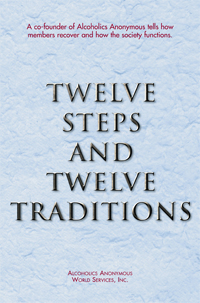 A co-founder of Alcoholics Anonymous tells how
members recover and how the society functions.
TWELVE
STEPS
AND
TWELVE
TRADITIONS
ALCOHOLICS ANONYMOUS
WORLD SERVICES, INC.